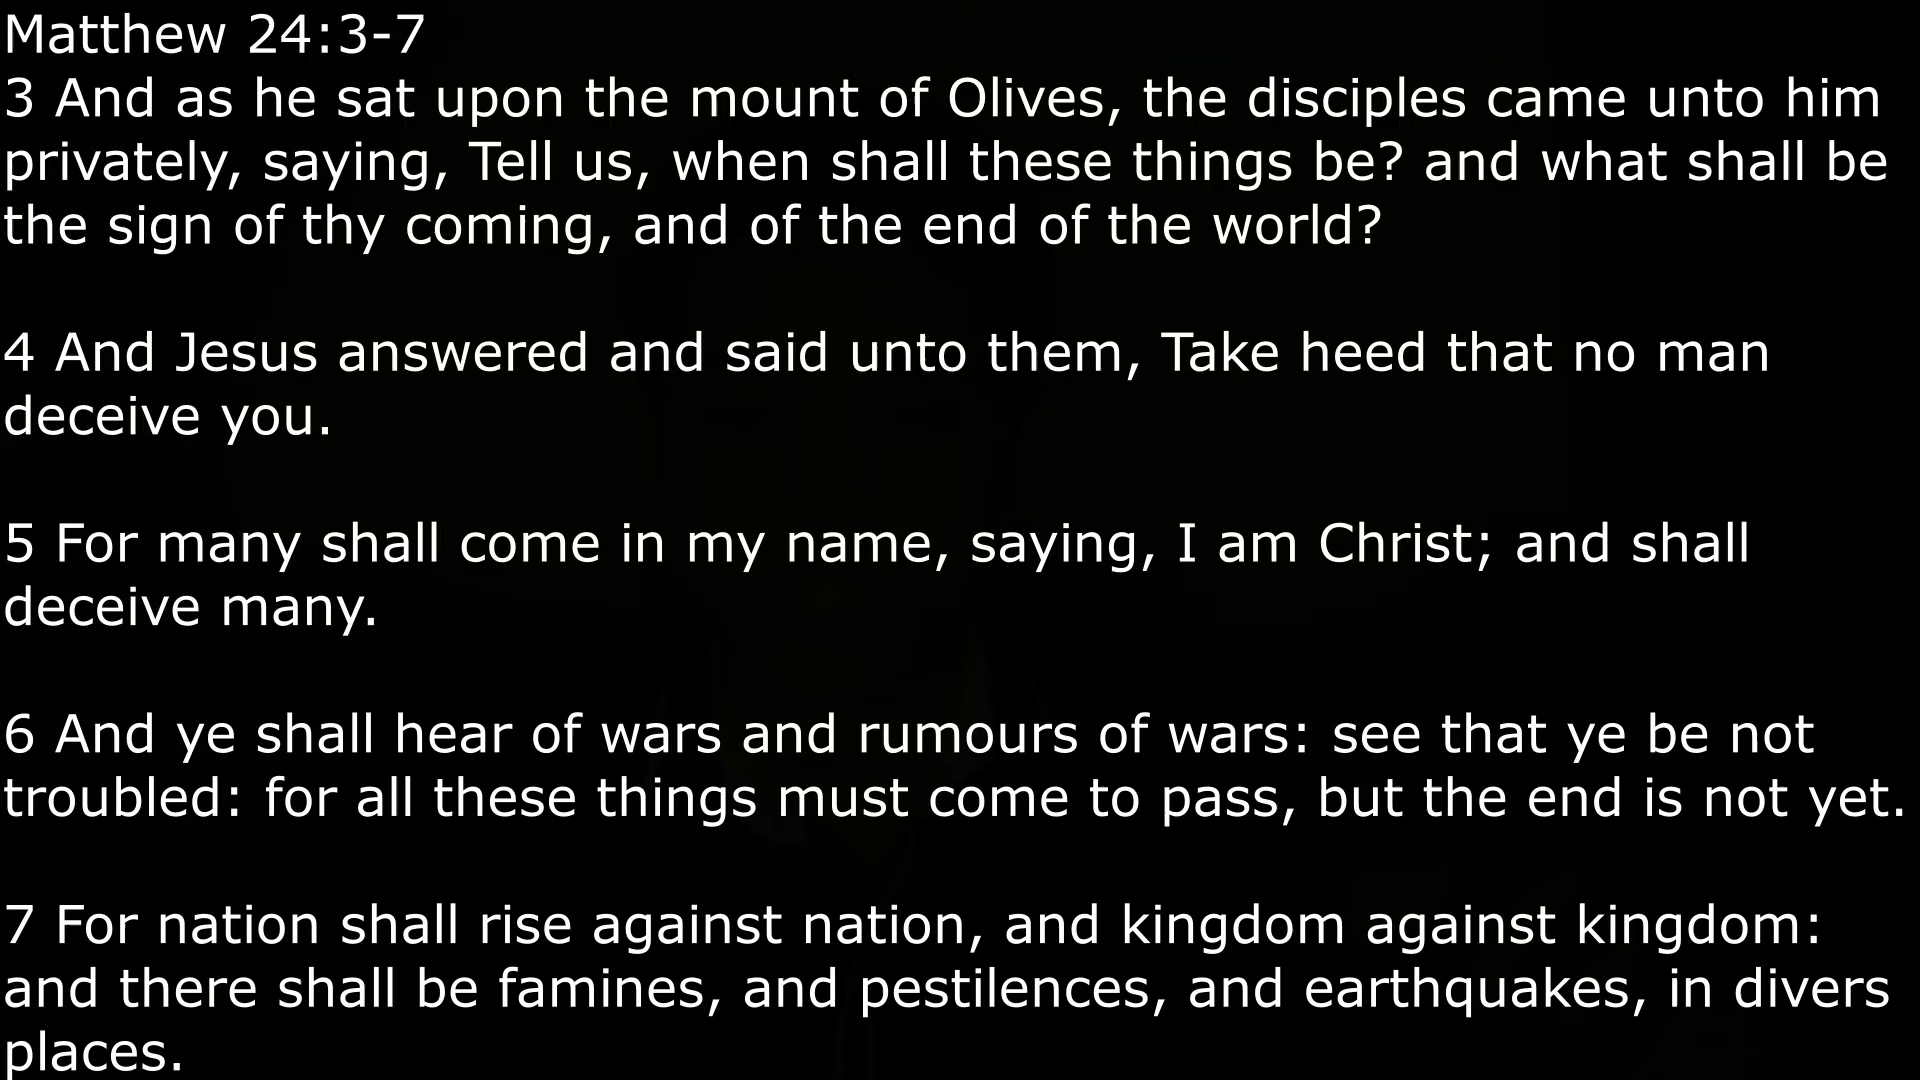 Matthew 24:3-7
3 And as he sat upon the mount of Olives, the disciples came unto him
privately, saying, Tell us, when shall these things be? and what shall be
the sign of thy coming, and of the end of the world?
4 And Jesus answered and said unto them, Take heed that no man
deceive you.
5 For many shall come in my name, saying, I am Christ; and shall
deceive many.
6 And ye shall hear of wars and rumours of wars: see that ye be not
troubled: for all these things must come to pass, but the end is not yet.
7 For nation shall rise against nation, and kingdom against kingdom:
and there shall be famines, and pestilences, and earthquakes, in divers
places.